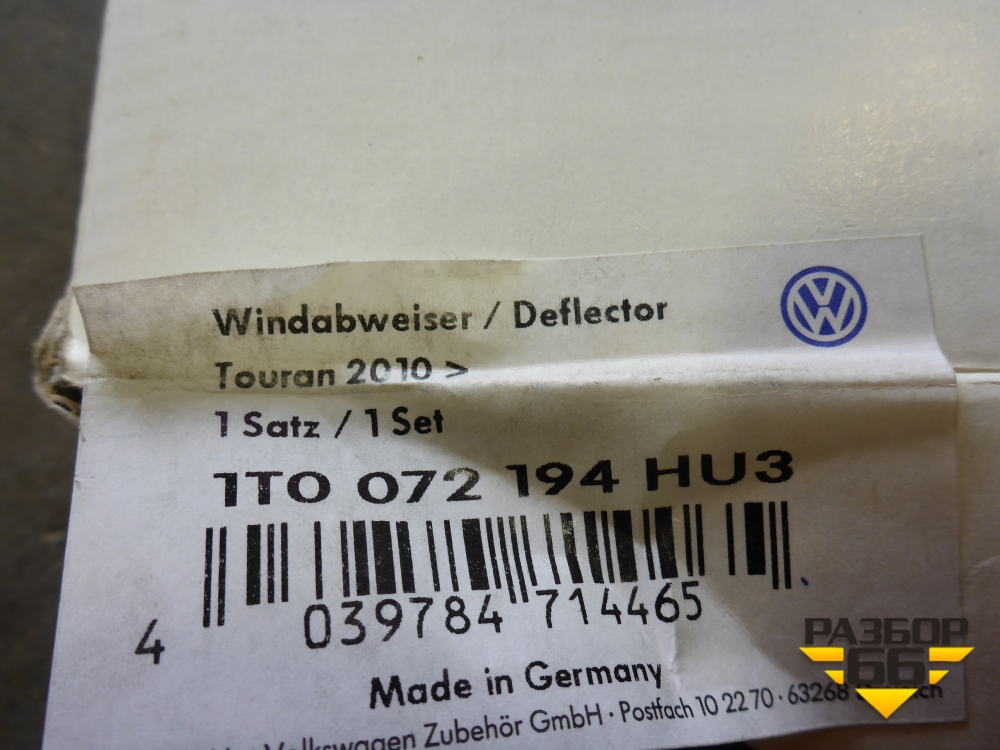 Windabweiser / Deflector
Touran 2010 >
1 Satz / 1 Set
1T0 072 194 HU3
4 039784 714465
Made in Germany
Volkswagen Zubehör GmbH · Postfach 10 22 70 · 63268
РАЗБОР
66